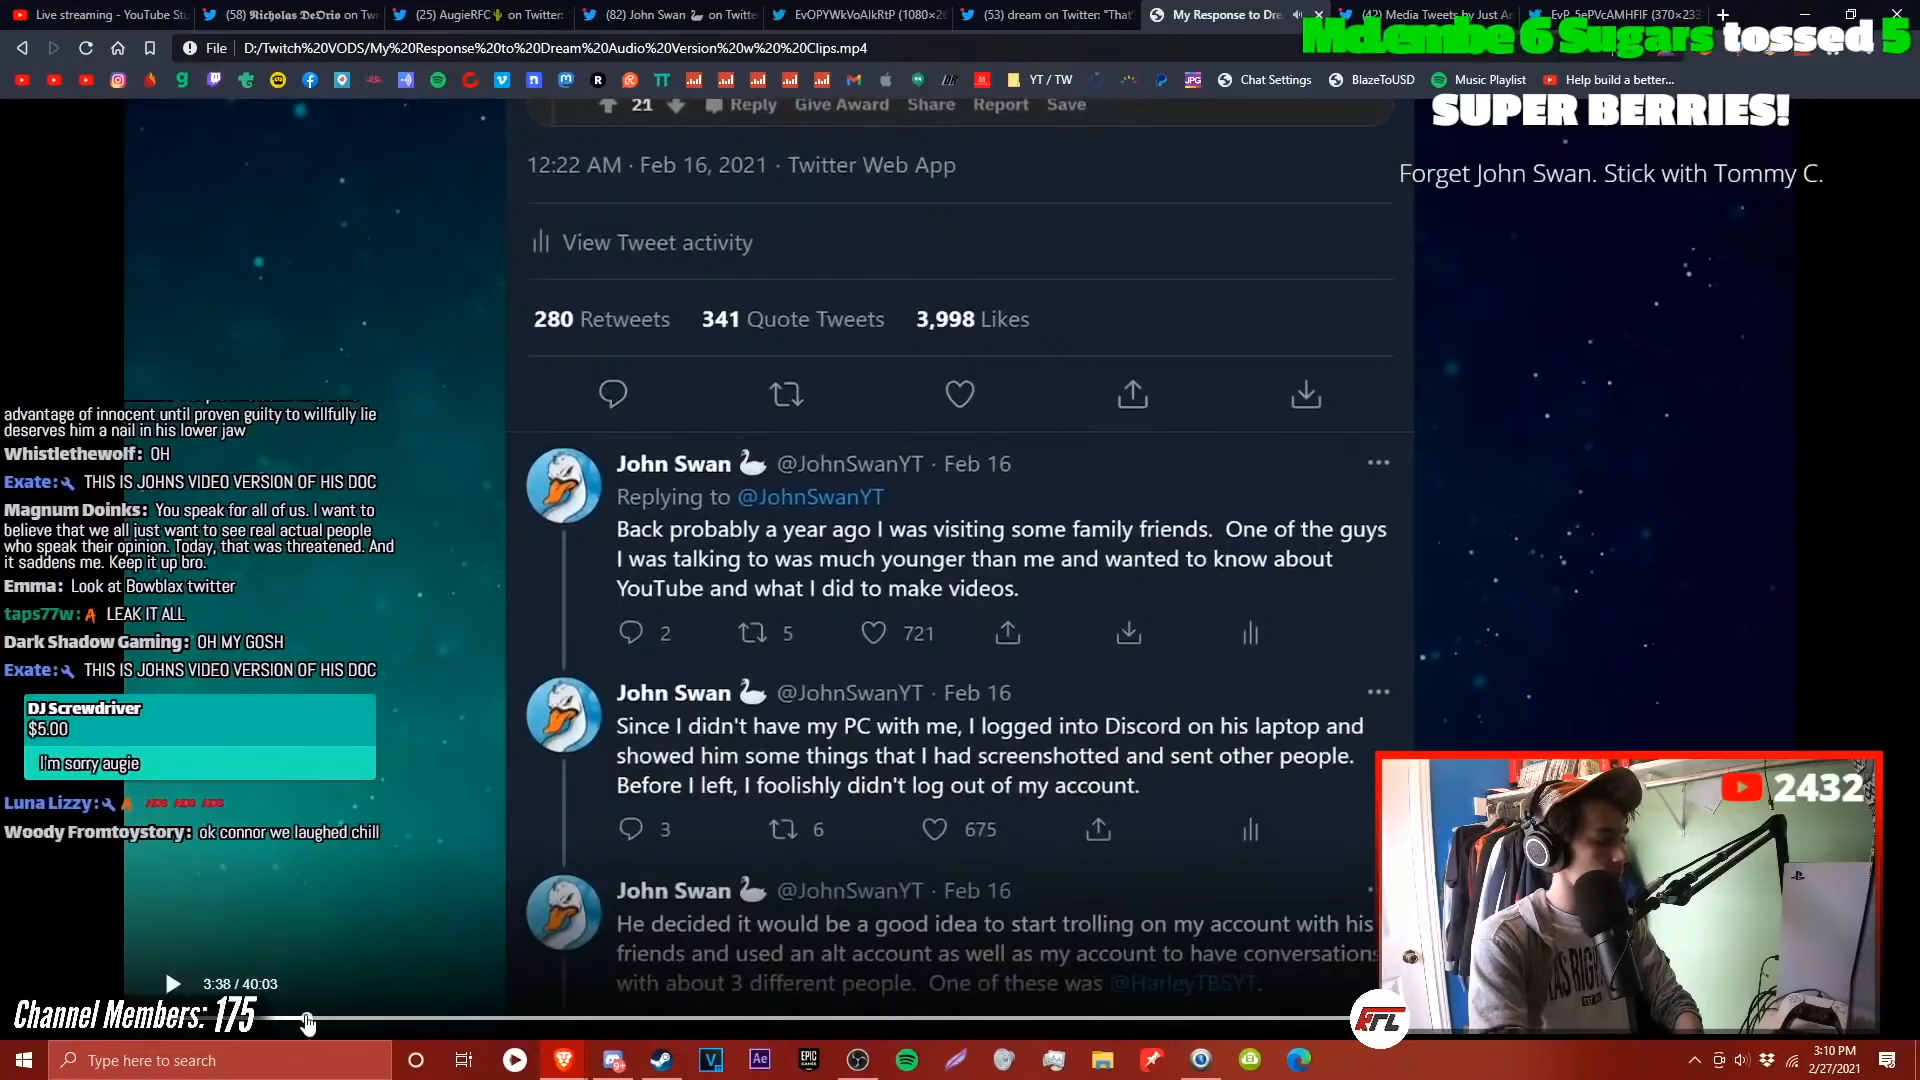 Live streaming - YouTube St
(58) 𝕹𝖎𝖈𝖍𝖔𝖑𝖆𝖘 𝕯𝖊𝕺𝖗𝖎𝖔 on Tw
(25) AugieRFC🌵 on Twitter:
(82) John Swan 🦢 on Twitte
EvOPYWkVoAIkRtP (1080×2
(53) dream on Twitter: "That'
My Response to Dre
(42) Media Tweets by Just A
EvP_5ePVcAMHFlF (370×233
File D:/Twitch%20VODS/My%20Response%20to%20Dream%20Audio%20Version%20w%20%20Clips.mp4
McLembe 6 Sugars tossed 5
SUPER BERRIES!
Forget John Swan. Stick with Tommy C.
YT / TW
Chat Settings
BlazeToUSD
Music Playlist
Help build a better...
21 Reply Give Award Share Report Save
12:22 AM · Feb 16, 2021 · Twitter Web App
View Tweet activity
280 Retweets 341 Quote Tweets 3,998 Likes
John Swan 🦢 @JohnSwanYT · Feb 16
Replying to @JohnSwanYT
Back probably a year ago I was visiting some family friends. One of the guys
I was talking to was much younger than me and wanted to know about
YouTube and what I did to make videos.
2 5 721
John Swan 🦢 @JohnSwanYT · Feb 16
Since I didn't have my PC with me, I logged into Discord on his laptop and
showed him some things that I had screenshotted and sent other people.
Before I left, I foolishly didn't log out of my account.
3 6 675
John Swan 🦢 @JohnSwanYT · Feb 16
He decided it would be a good idea to start trolling on my account with his
friends and used an alt account as well as my account to have conversations
with about 3 different people. One of these was @HarleyTBSYT.
advantage of innocent until proven guilty to willfully lie
deserves him a nail in his lower jaw
Whistlethewolf: OH
Exate: THIS IS JOHNS VIDEO VERSION OF HIS DOC
Magnum Doinks: You speak for all of us. I want to
believe that we all just want to see real actual people
who speak their opinion. Today, that was threatened. And
it saddens me. Keep it up bro.
Emma: Look at Bowblax twitter
taps77w: LEAK IT ALL
Dark Shadow Gaming: OH MY GOSH
Exate: THIS IS JOHNS VIDEO VERSION OF HIS DOC
DJ Screwdriver
$5.00
I'm sorry augie
Luna Lizzy:
Woody Fromtoystory: ok connor we laughed chill
3:38 / 40:03
Channel Members: 175
2432
RFC
Type here to search
Ae
EPIC
GAMES
3:10 PM
2/27/2021